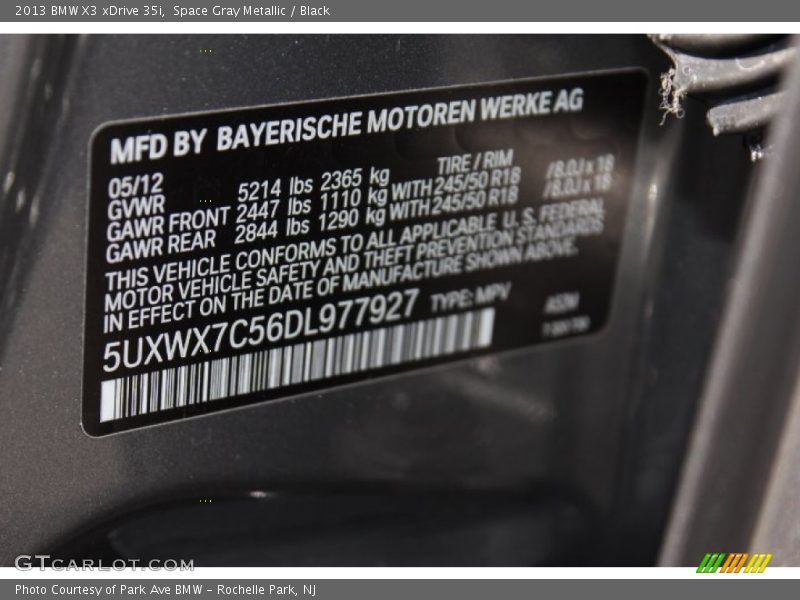 2013 BMW X3 xDrive 35i, Space Gray Metallic / Black
MFD BY BAYERISCHE MOTOREN WERKE AG
05/12 TIRE / RIM
GVWR 5214 lbs 2365 kg
GAWR FRONT 2447 lbs 1110 kg WITH 245/50 R18 /8.0J x 18
GAWR REAR 2844 lbs 1290 kg WITH 245/50 R18 /8.0J x 18
THIS VEHICLE CONFORMS TO ALL APPLICABLE U. S. FEDERAL
MOTOR VEHICLE SAFETY AND THEFT PREVENTION STANDARDS
IN EFFECT ON THE DATE OF MANUFACTURE SHOWN ABOVE.
5UXWX7C56DL977927 TYPE: MPV
GTCARLOT.COM
Photo Courtesy of Park Ave BMW - Rochelle Park, NJ